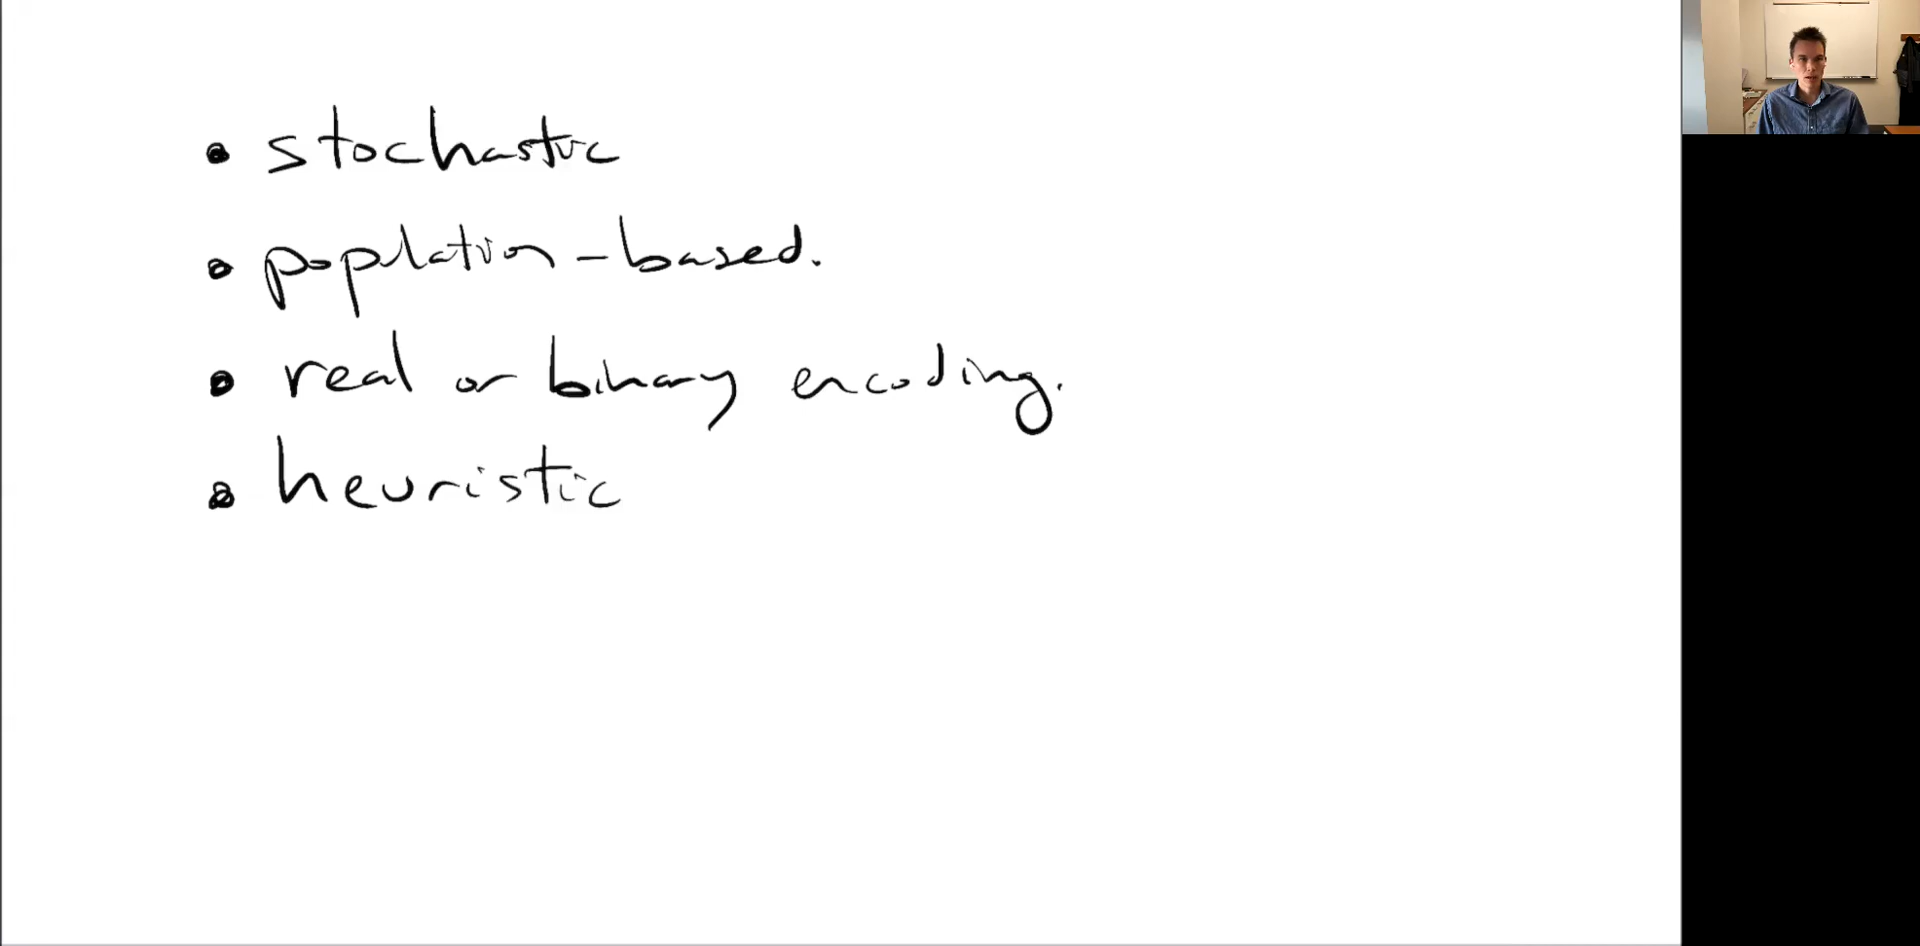 • stochastic
• population-based.
• real or binary encoding.
• heuristic